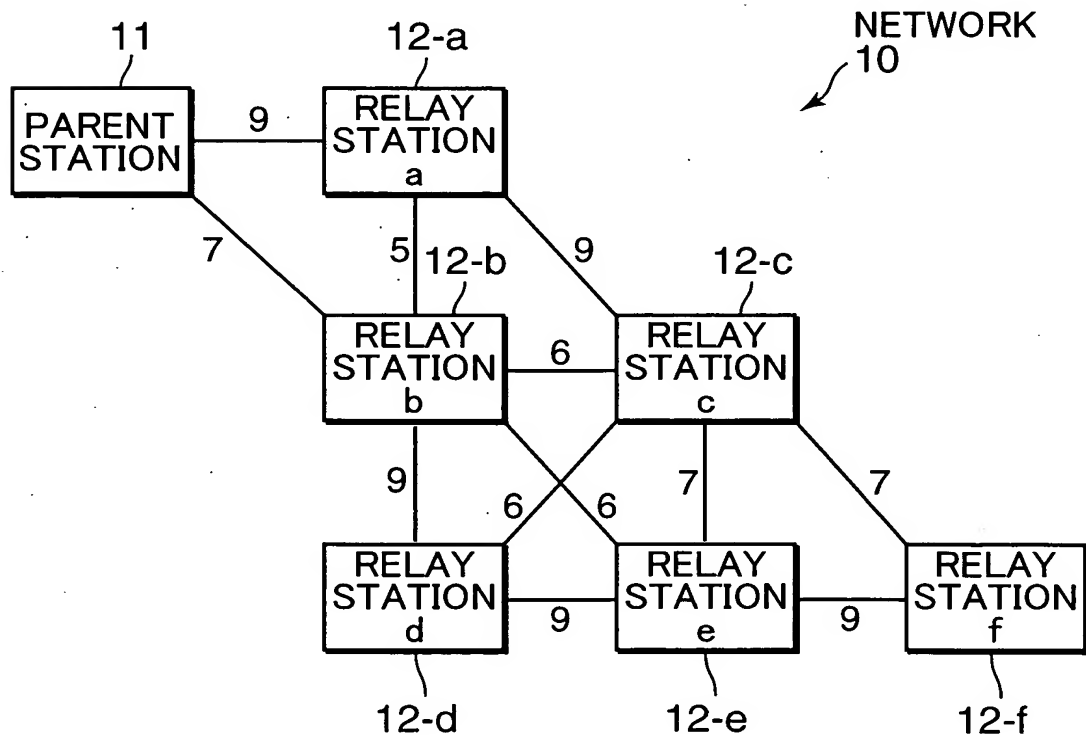 NETWORK
10
11
12-a
PARENT
STATION
9
RELAY
STATION
a
7
5
9
12-b
12-c
RELAY
STATION
b
6
RELAY
STATION
c
9
6
6
7
7
RELAY
STATION
d
9
RELAY
STATION
e
9
RELAY
STATION
f
12-d
12-e
12-f